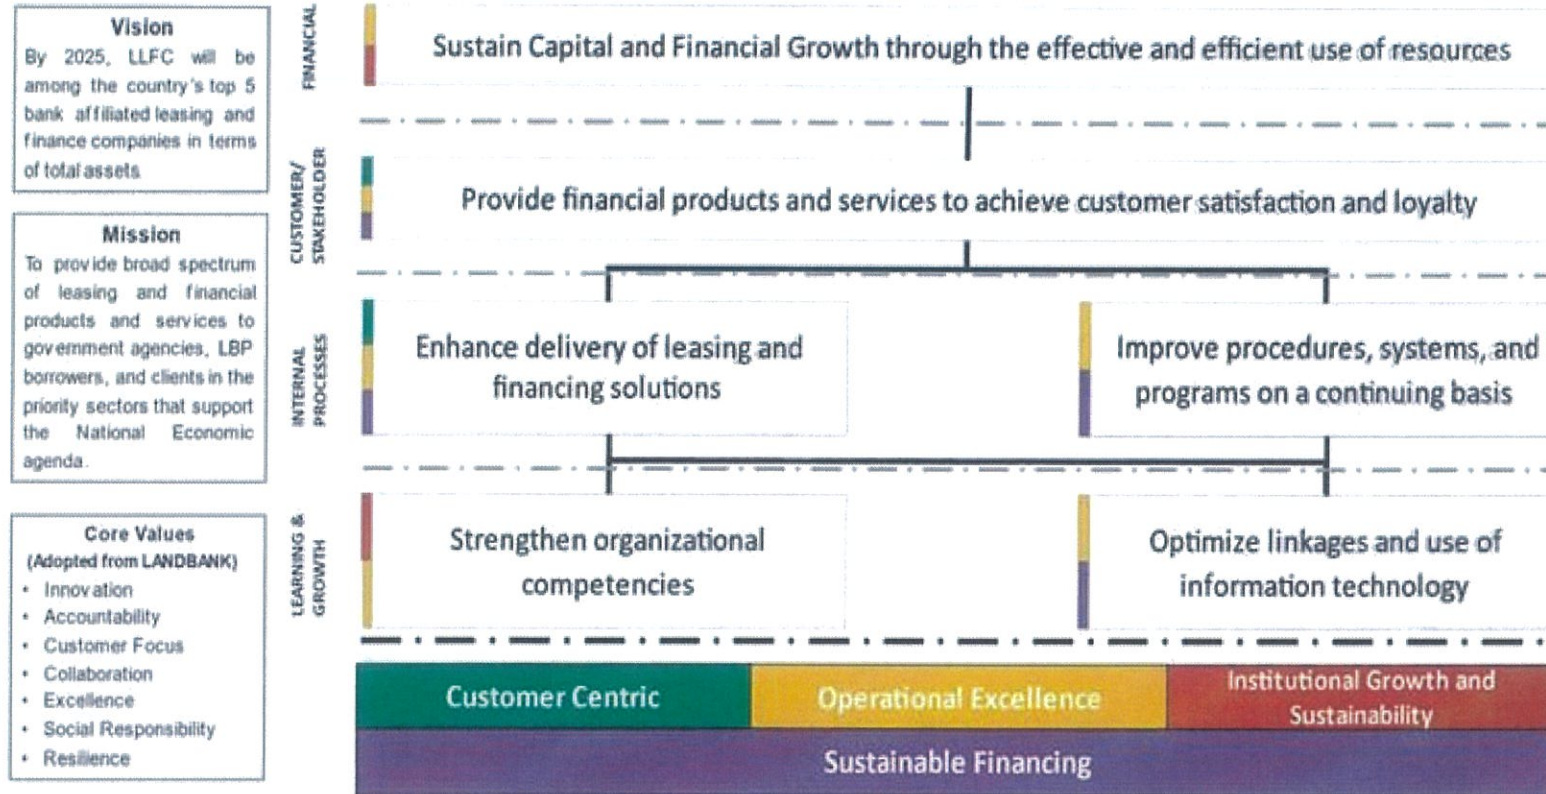 Vision
By 2025, LLFC will be
among the country's top 5
bank affiliated leasing and
finance companies in terms
of total assets
Mission
To provide broad spectrum
of leasing and financial
products and services to
government agencies, LBP
borrowers, and clients in the
priority sectors that support
the National Economic
agenda.
Core Values
(Adopted from LANDBANK)
• Innovation
• Accountability
• Customer Focus
• Collaboration
• Excellence
• Social Responsibility
• Resilience
FINANCIAL
Sustain Capital and Financial Growth through the effective and efficient use of resources
CUSTOMER/
STAKEHOLDER
Provide financial products and services to achieve customer satisfaction and loyalty
INTERNAL
PROCESSES
Enhance delivery of leasing and
financing solutions
Improve procedures, systems, and
programs on a continuing basis
LEARNING &
GROWTH
Strengthen organizational
competencies
Optimize linkages and use of
information technology
Customer Centric
Operational Excellence
Institutional Growth and
Sustainability
Sustainable Financing